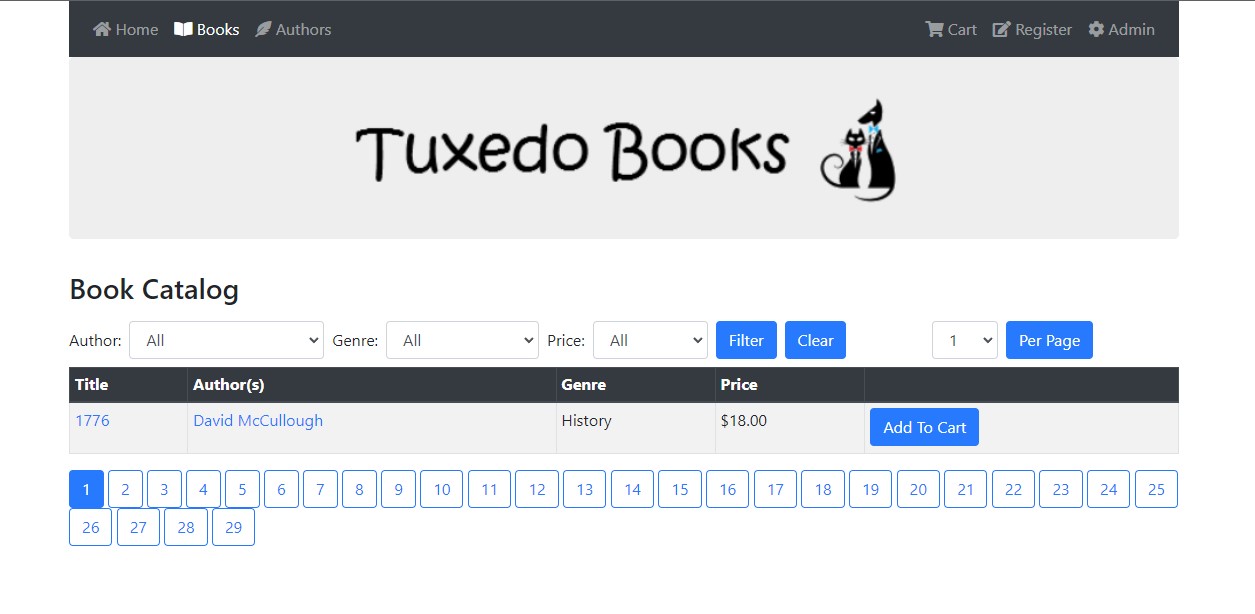 Home Books Authors Cart Register Admin
Tuxedo Books
Book Catalog
Author: All Genre: All Price: All Filter Clear 1 Per Page
Title Author(s) Genre Price
1776 David McCullough History $18.00 Add To Cart
1 2 3 4 5 6 7 8 9 10 11 12 13 14 15 16 17 18 19 20 21 22 23 24 25
26 27 28 29